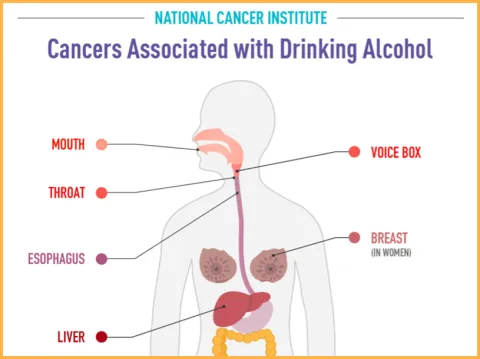 NATIONAL CANCER INSTITUTE
Cancers Associated with Drinking Alcohol
MOUTH
VOICE BOX
THROAT
BREAST
(IN WOMEN)
ESOPHAGUS
LIVER